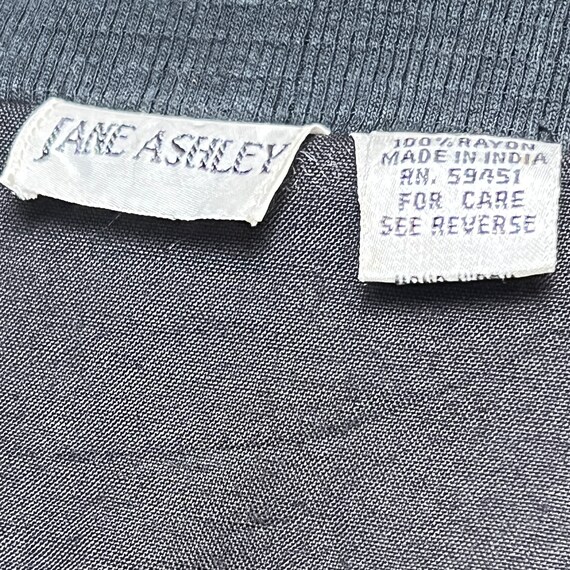 JANE ASHLEY
100% RAYON
MADE IN INDIA
RN. 59451
FOR CARE
SEE REVERSE